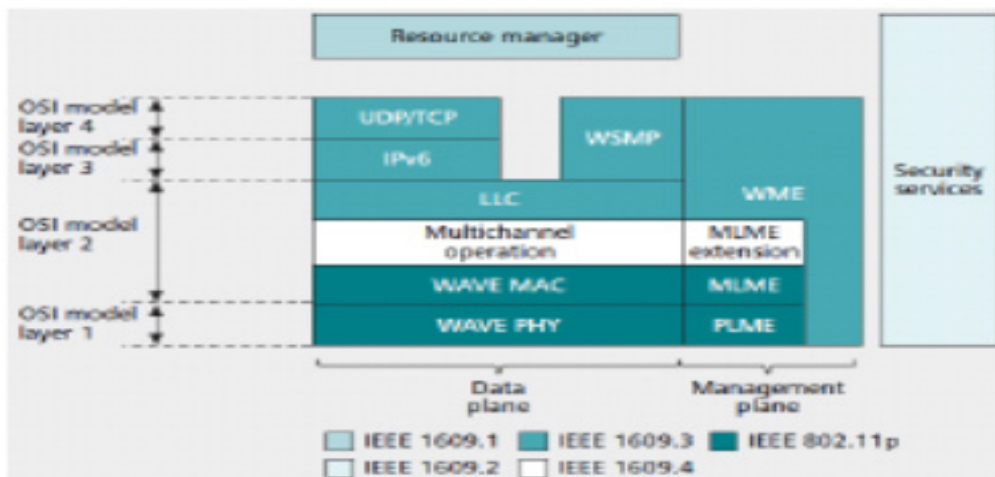 Resource manager
OSI model
layer 4
UDP/TCP
WSMP
OSI model
layer 3
IPv6
Security
services
LLC
WME
OSI model
layer 2
Multichannel
operation
MLME
extension
WAVE MAC
MLME
OSI model
layer 1
WAVE PHY
PLME
Data
plane
Management
plane
IEEE 1609.1
IEEE 1609.3
IEEE 802.11p
IEEE 1609.2
IEEE 1609.4